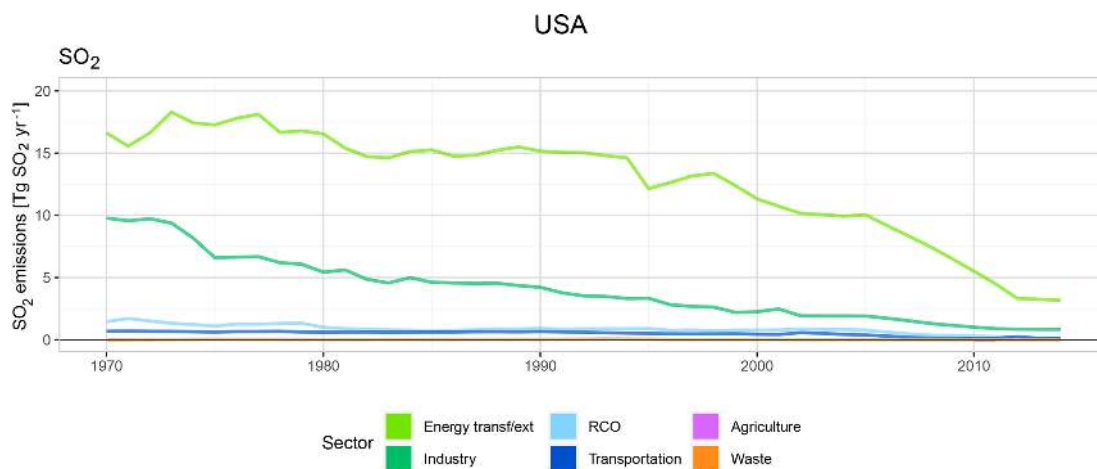 USA
SO2
SO2 emissions [Tg SO2 yr-1]
20
15
10
5
0
1970 1980 1990 2000 2010
Sector
Energy transf/ext RCO Agriculture
Industry Transportation Waste